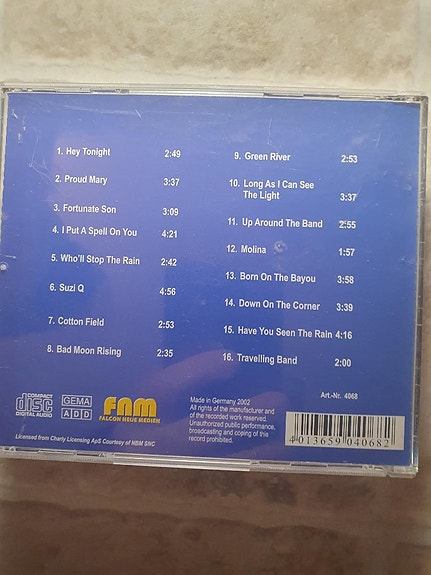 1. Hey Tonight 2:49
2. Proud Mary 3:37
3. Fortunate Son 3:09
4. I Put A Spell On You 4:21
5. Who'll Stop The Rain 2:42
6. Suzi Q 4:56
7. Cotton Field 2:53
8. Bad Moon Rising 2:35
9. Green River 2:53
10. Long As I Can See
The Light 3:37
11. Up Around The Band 2:55
12. Molina 1:57
13. Born On The Bayou 3:58
14. Down On The Corner 3:39
15. Have You Seen The Rain 4:16
16. Travelling Band 2:00
Art.-Nr. 4068
COMPACT
disc
DIGITAL AUDIO
GEMA
ADD
FNM
FALCON NEUE MEDIEN
Made in Germany 2002
All rights of the manufacturer and
of the recorded work reserved.
Unauthorized public performance,
broadcasting and coping of this
record prohibited.
4 013659 040682
Licensed from Charly Licensing ApS Courtesy of NBM SNC